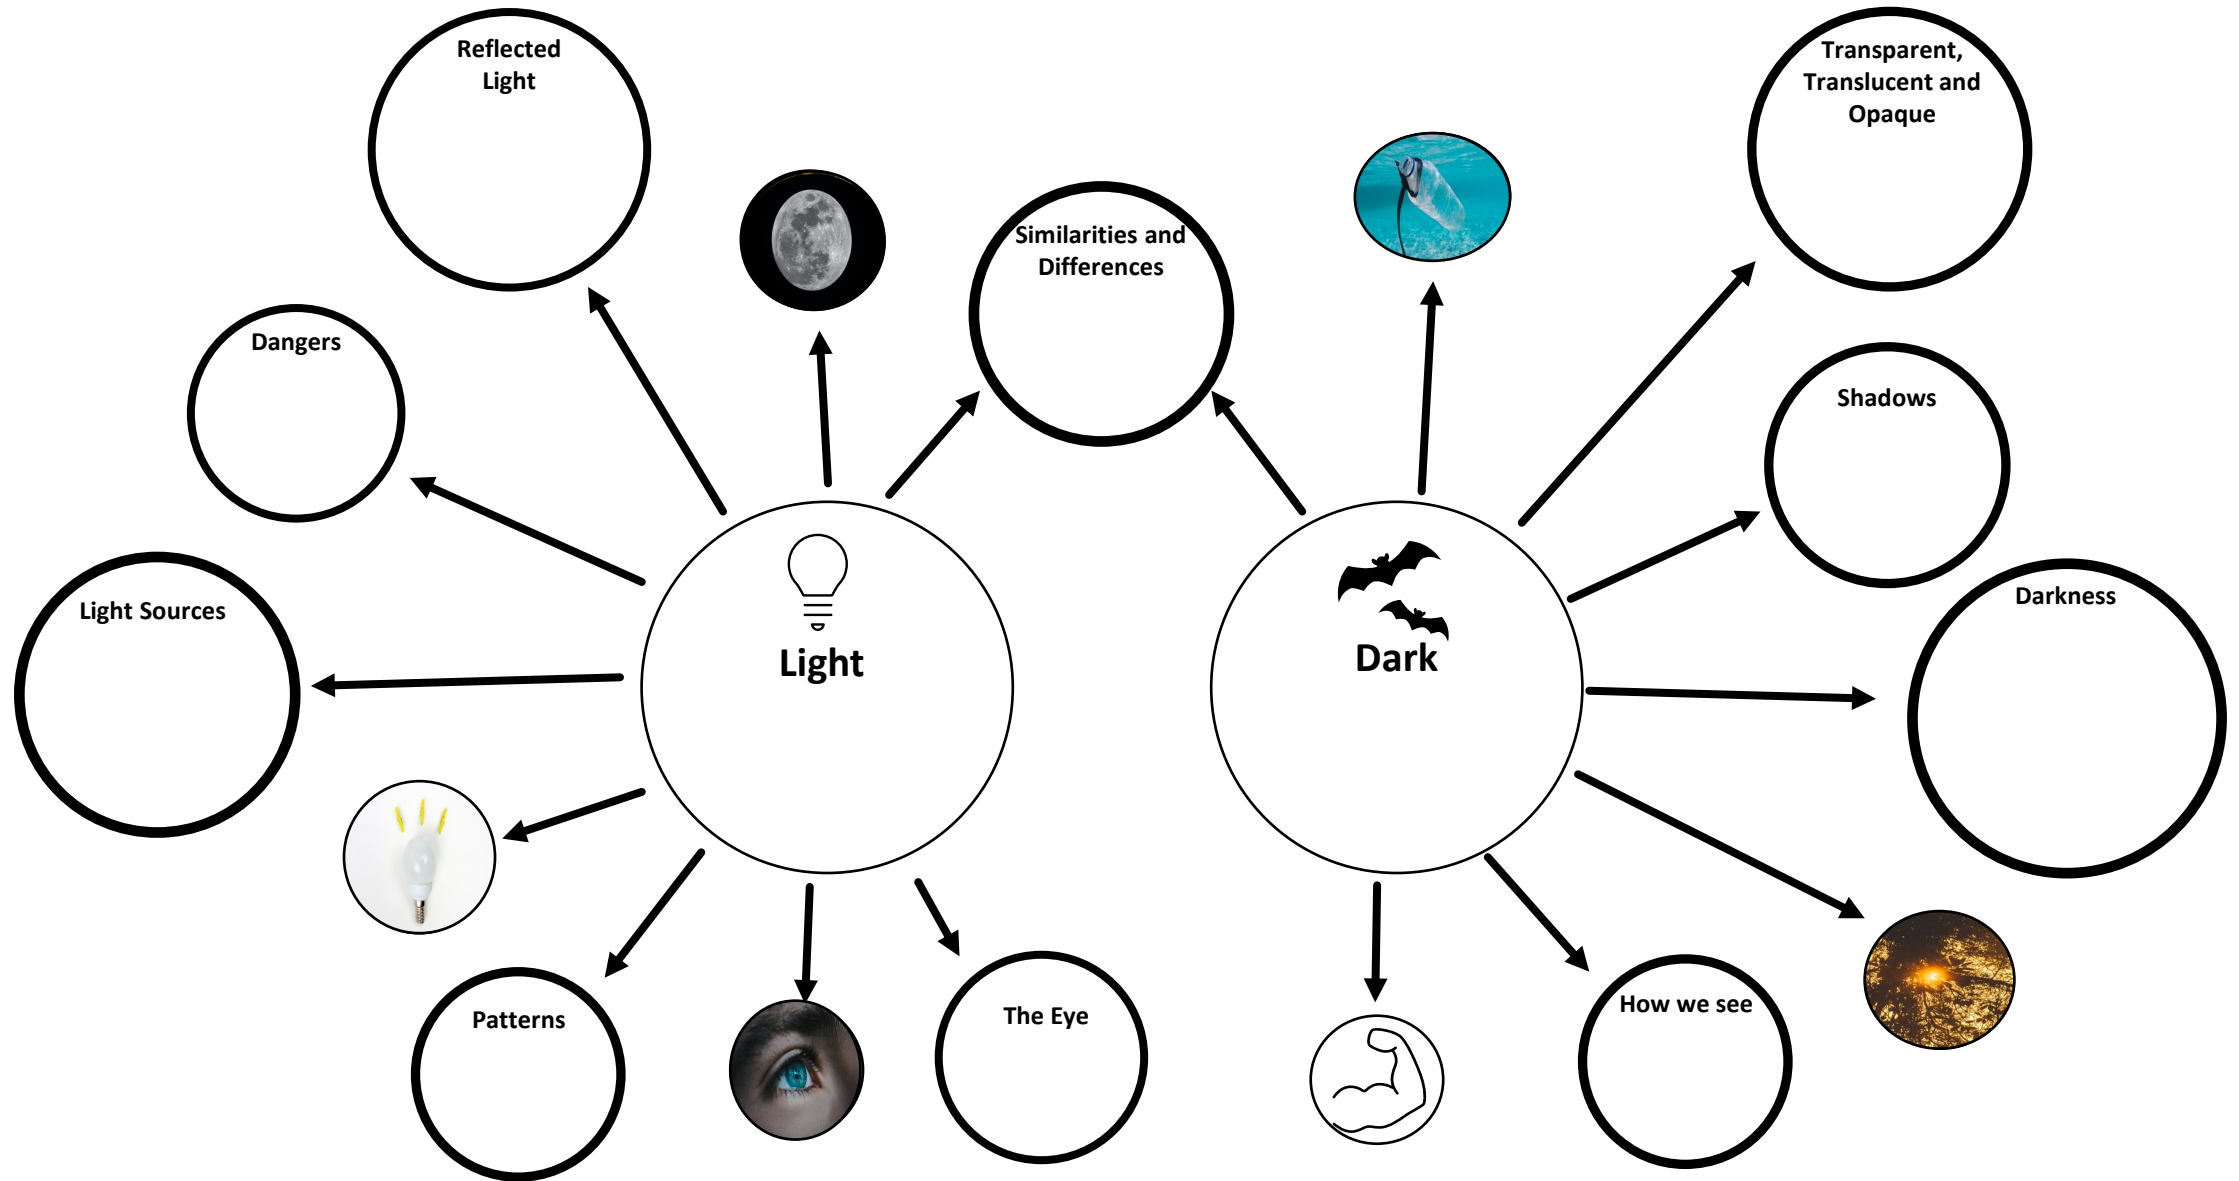 Reflected
Light
Transparent,
Translucent and
Opaque
Similarities and
Differences
Dangers
Shadows
Light Sources
Darkness
Light
Dark
Patterns
The Eye
How we see